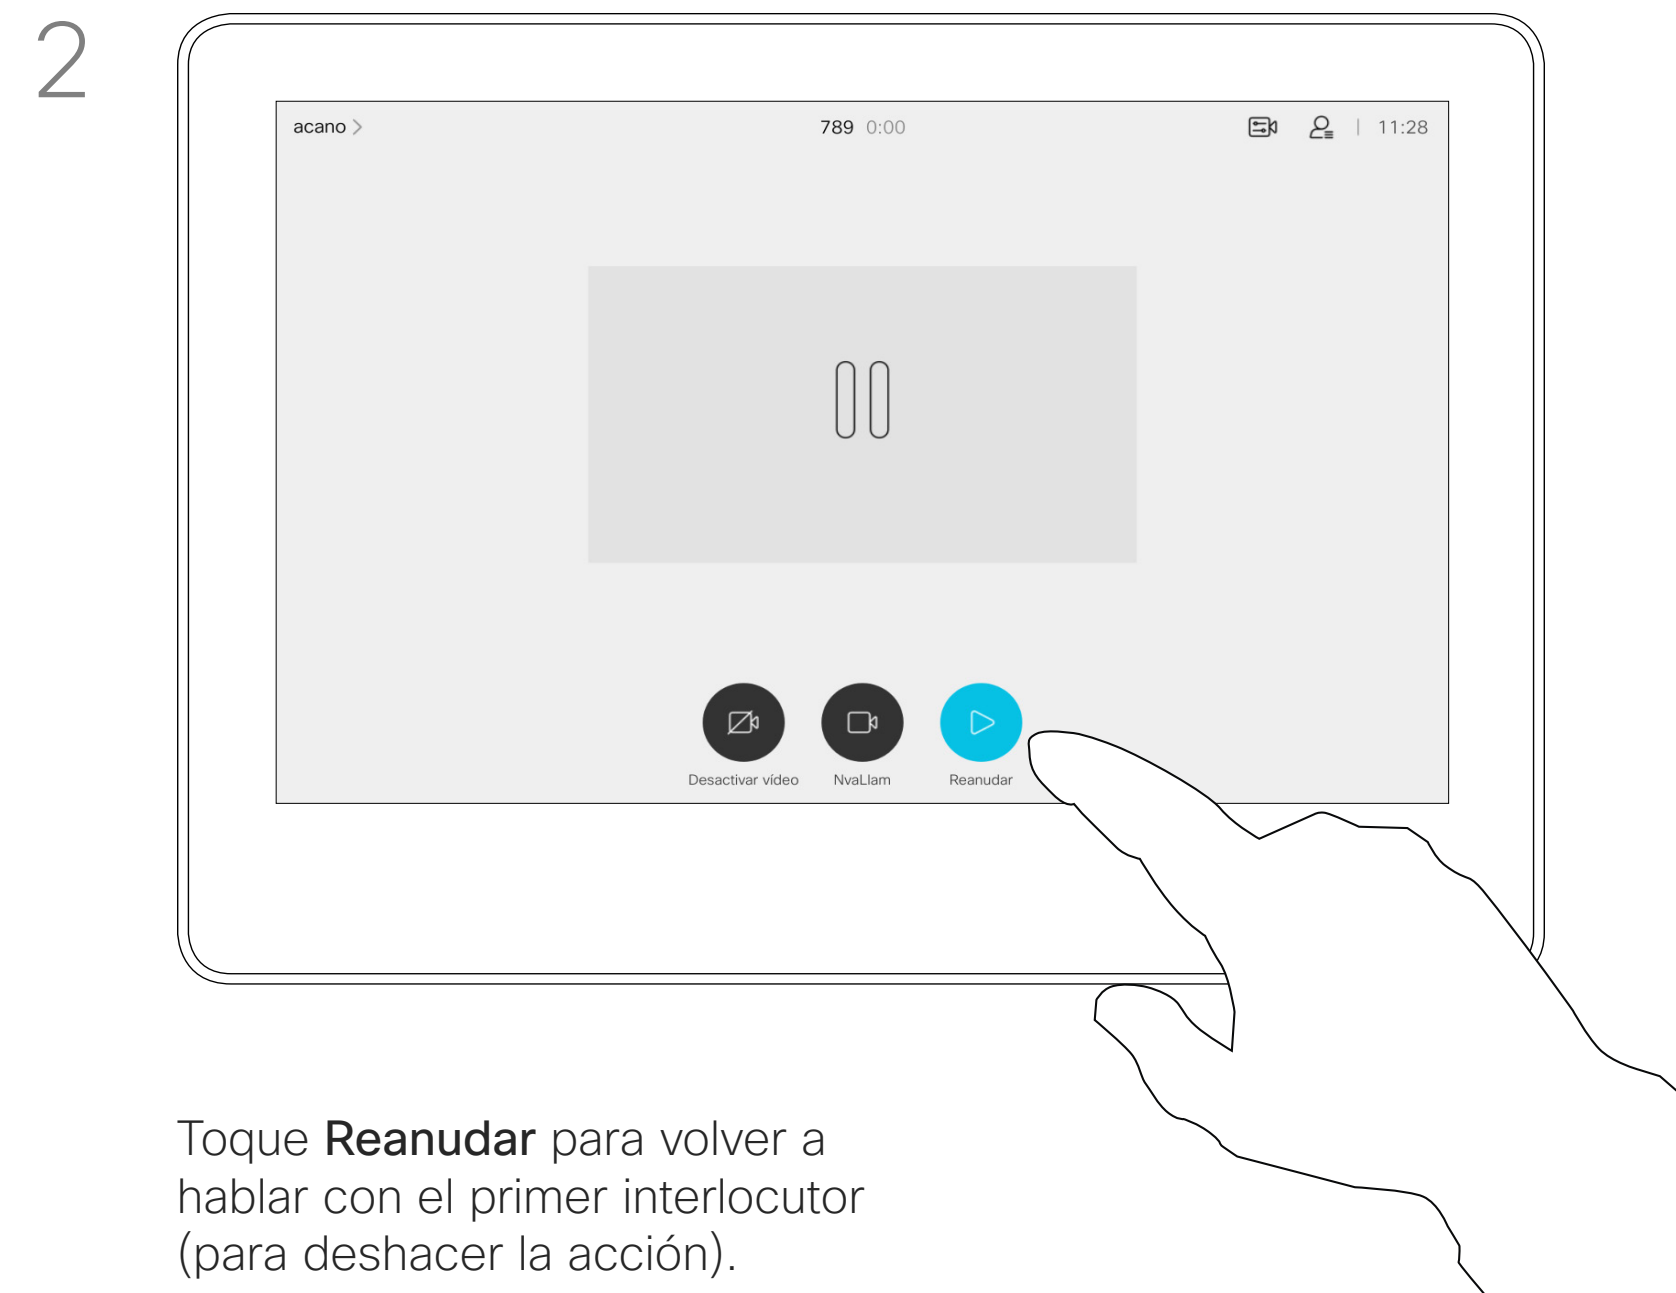 2
acano
789 0:00
11:28
Desactivar vídeo
NvaLlam
Reanudar
Toque Reanudar para volver a
hablar con el primer interlocutor
(para deshacer la acción).